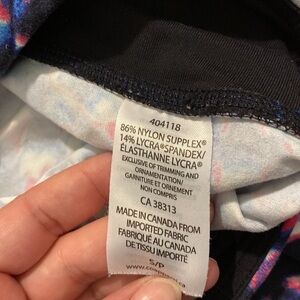 404118
86% NYLON SUPPLEX®
14% LYCRA®SPANDEX/
ÉLASTHANNE LYCRA®
EXCLUSIVE OF TRIMMING AND
ORNAMENTATION/
GARNITURE ET ORNEMENT
NON COMPRIS
CA 38313
MADE IN CANADA FROM
IMPORTED FABRIC
FABRIQUÉ AU CANADA
DE TISSU IMPORTÉ
S/P